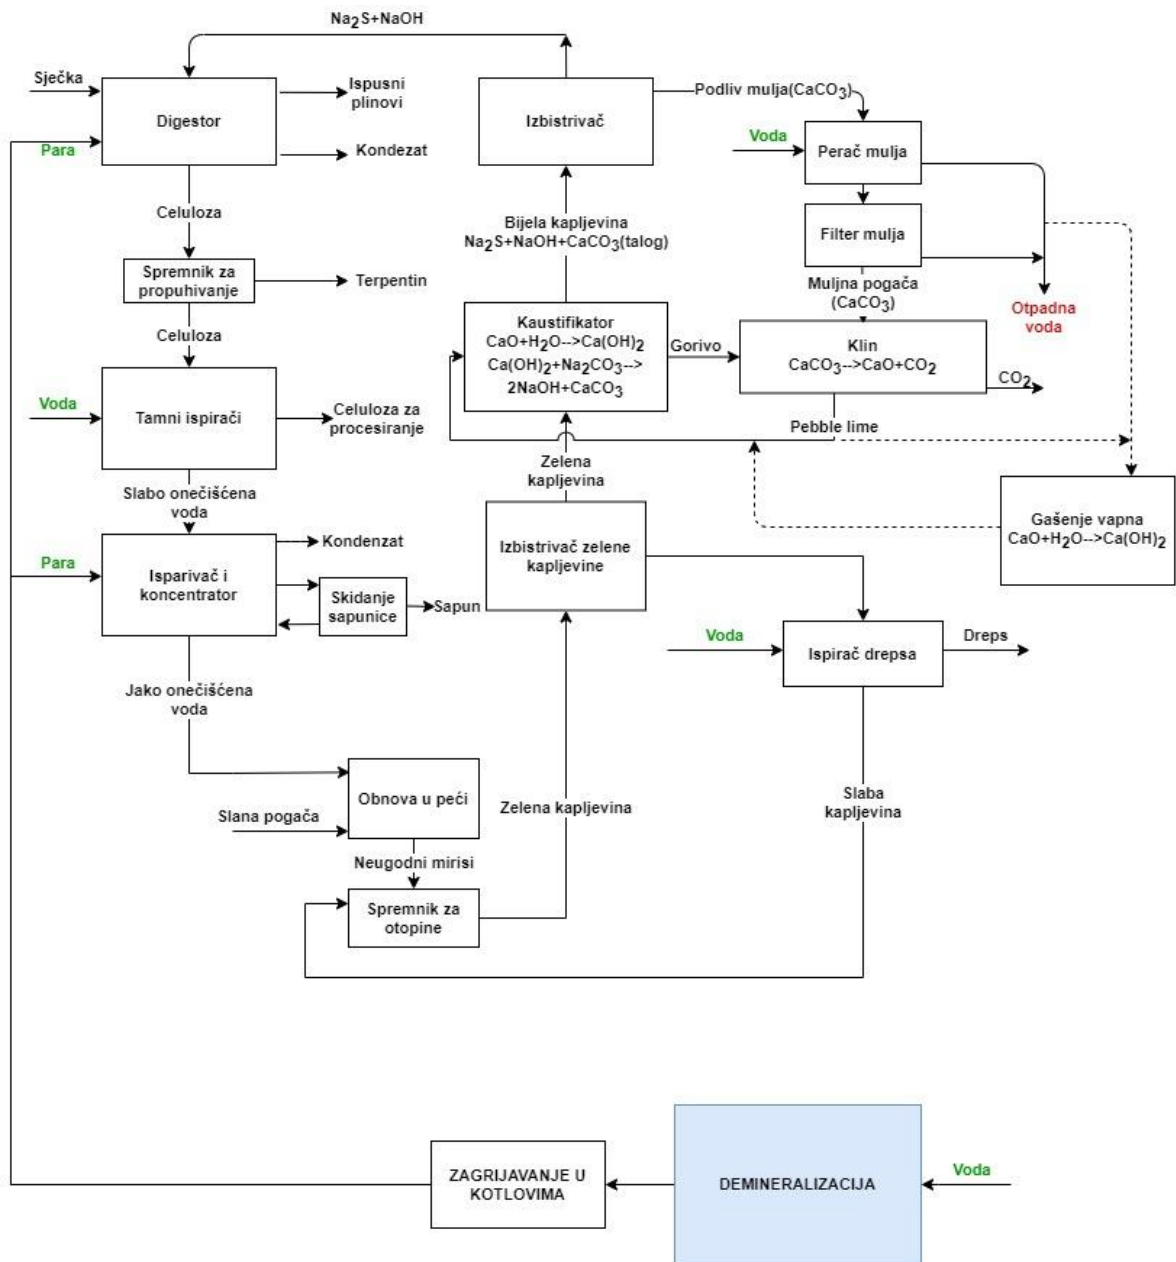 Na2S+NaOH
Sječka
Digestor
Ispusni
plinovi
Izbistrivač
Podliv mulja(CaCO3)
Para
Kondezat
Voda
Perač mulja
Celuloza
Bijela kapljevina
Na2S+NaOH+CaCO3(talog)
Filter mulja
Spremnik za
propuhivanje
Terpentin
Muljna pogača
(CaCO3)
Otpadna
voda
Celuloza
Kaustifikator
CaO+H2O-->Ca(OH)2
Ca(OH)2+Na2CO3-->
2NaOH+CaCO3
Gorivo
Klin
CaCO3-->CaO+CO2
CO2
Voda
Tamni ispirači
Celuloza za
procesiranje
Pebble lime
Zelena
kapljevina
Slabo onečišćena
voda
Gašenje vapna
CaO+H2O-->Ca(OH)2
Kondenzat
Para
Isparivač i
koncentrator
Izbistrivač zelene
kapljevine
Skidanje
sapunice
Sapun
Voda
Ispirač drepsa
Dreps
Jako onečišćena
voda
Obnova u peći
Zelena kapljevina
Slaba
kapljevina
Slana pogača
Neugodni mirisi
Spremnik za
otopine
ZAGRIJAVANJE U
KOTLOVIMA
DEMINERALIZACIJA
Voda